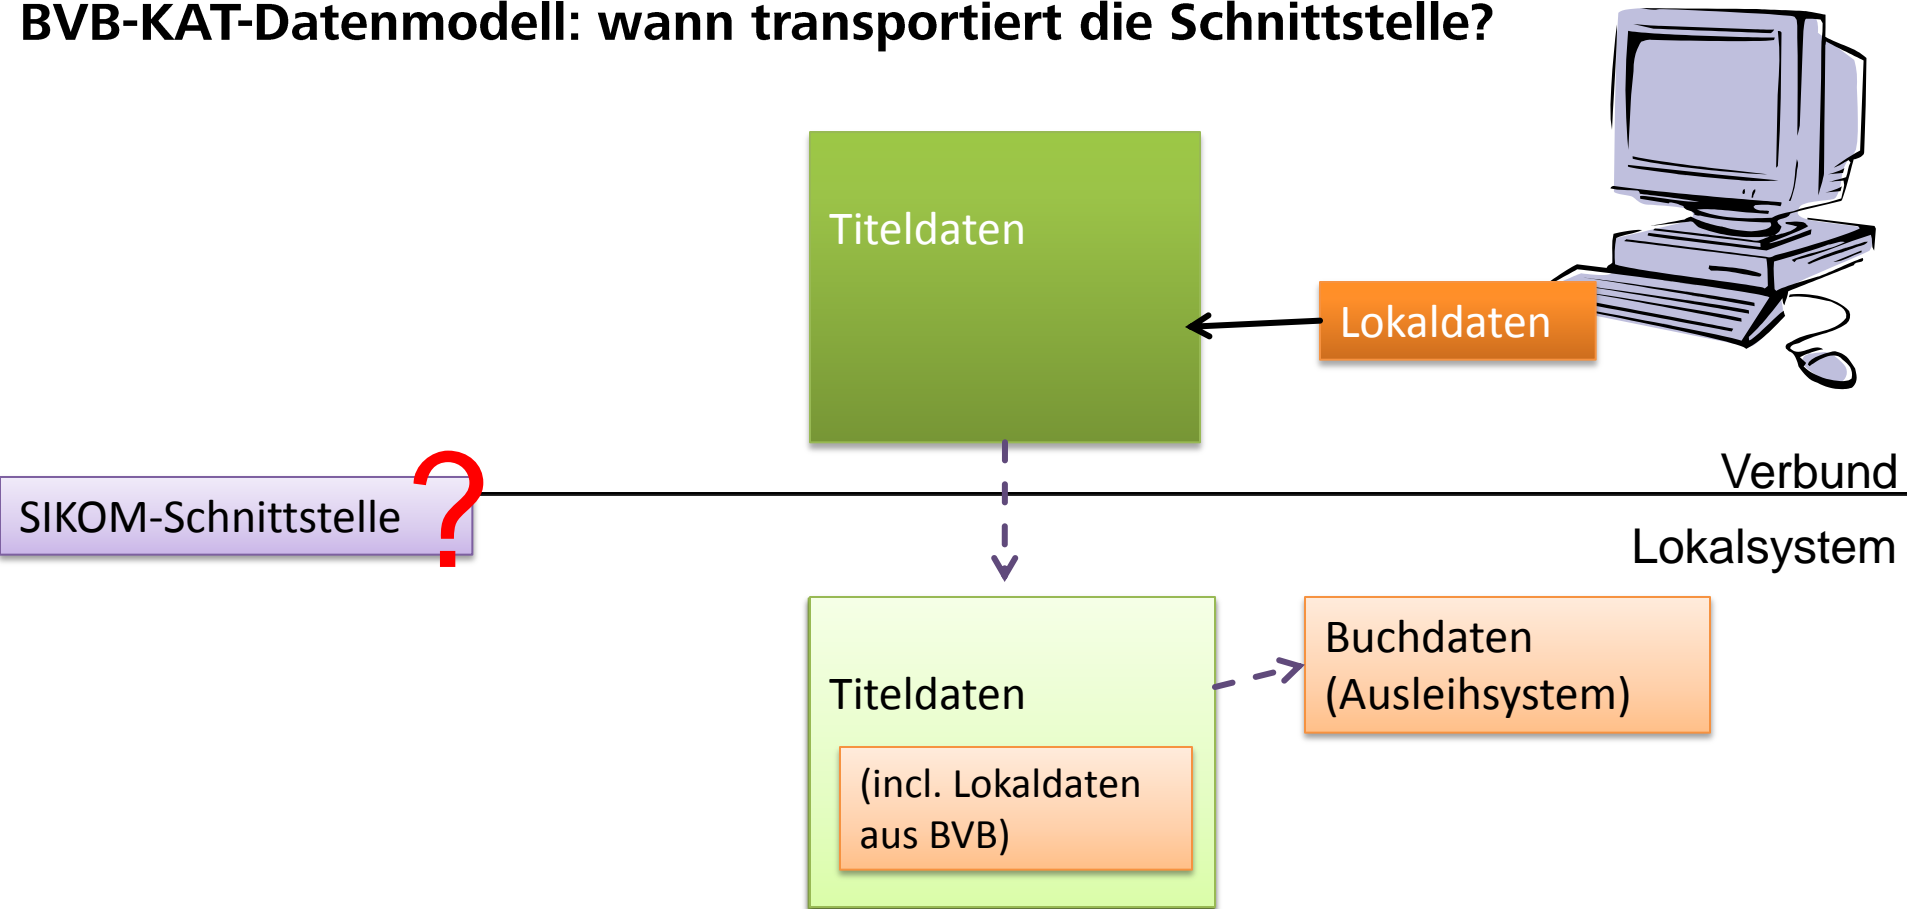 BVB-KAT-Datenmodell: wann transportiert die Schnittstelle?
Titeldaten
Lokaldaten
Verbund
SIKOM-Schnittstelle ?
Lokalsystem
Titeldaten
(incl. Lokaldaten
aus BVB)
Buchdaten
(Ausleihsystem)